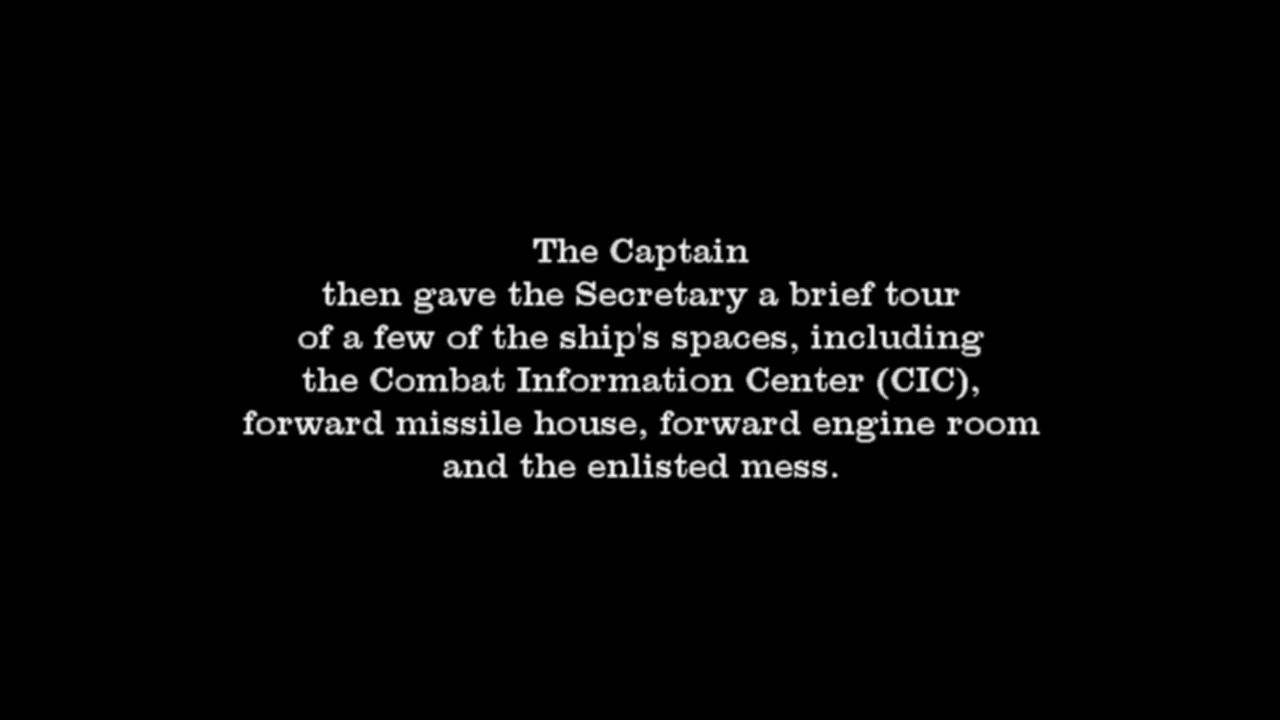 The Captain
then gave the Secretary a brief tour
of a few of the ship's spaces, including
the Combat Information Center (CIC),
forward missile house, forward engine room
and the enlisted mess.